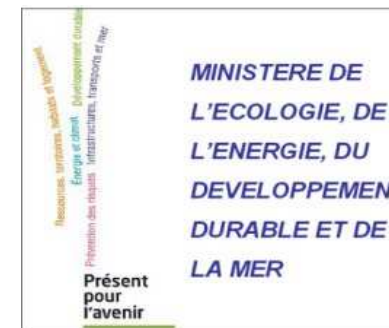 Ressources, territoires, habitats et logement
Énergie et climat
Développement durable
Prévention des risques
Infrastructures, transports et mer
Présent
pour
l'avenir
MINISTERE DE
L'ECOLOGIE, DE
L'ENERGIE, DU
DEVELOPPEMEN
DURABLE ET DE
LA MER